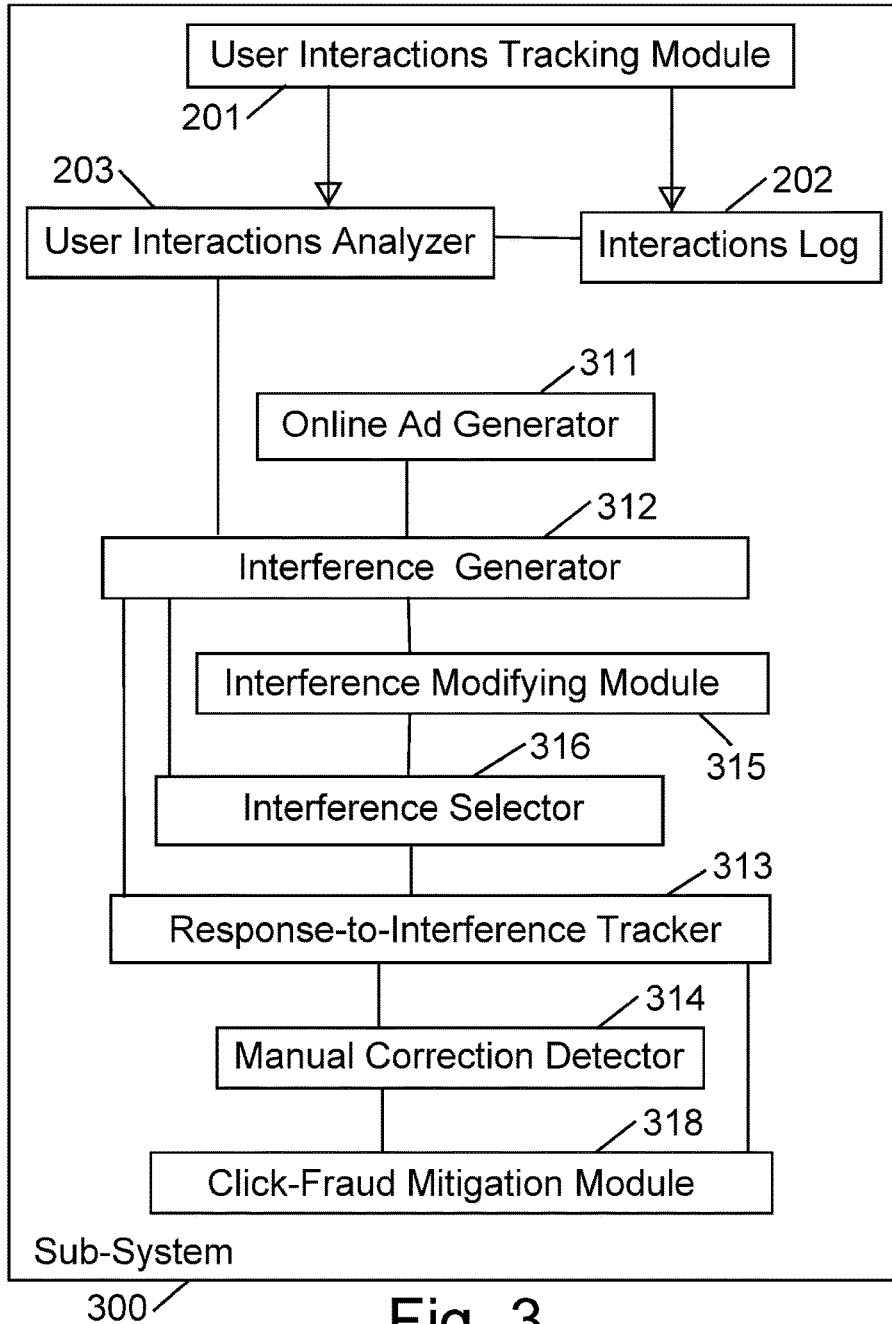 User Interactions Tracking Module
201
203
202
User Interactions Analyzer
Interactions Log
311
Online Ad Generator
312
Interference Generator
Interference Modifying Module
315
316
Interference Selector
313
Response-to-Interference Tracker
314
Manual Correction Detector
318
Click-Fraud Mitigation Module
Sub-System
300
Fig. 3